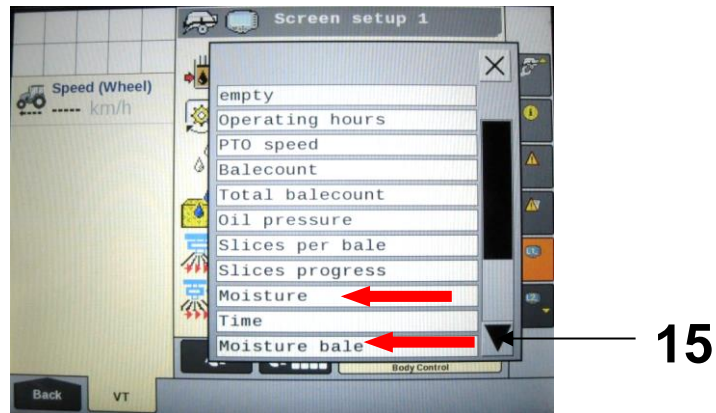 Screen setup 1
Speed (Wheel)
----- km/h
empty
Operating hours
PTO speed
Balecount
Total balecount
Oil pressure
Slices per bale
Slices progress
Moisture
Time
Moisture bale
15
Body Control
Back
VT